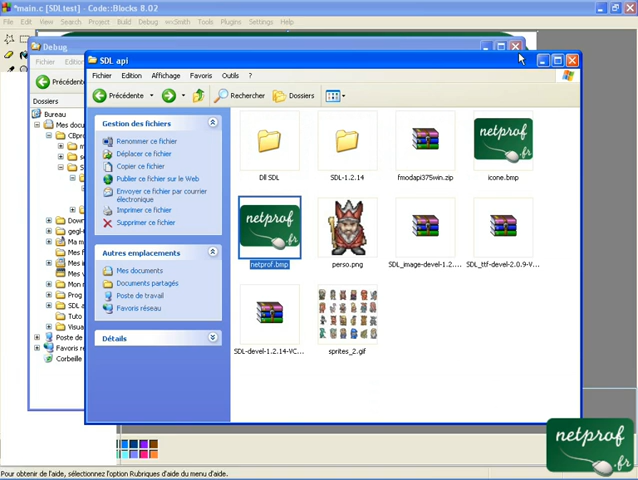 *main.c [SDLtest] - Code::Blocks 8.02
File Edit View Search Project Build Debug wxSmith Tools Plugins Settings Help
Debug
Fichier Edition
Précédente
Dossiers
Bureau
Mes docu
CBproj
Down
gegl-
Ma m
Mes i
Mes v
Mon r
SDL a
Tuto
Visua
Poste de
Favoris r
Corbeille
SDL api
Fichier Edition Affichage Favoris Outils ?
Précédente Rechercher Dossiers
Gestion des fichiers
Renommer ce fichier
Déplacer ce fichier
Copier ce fichier
Publier ce fichier sur le Web
Envoyer ce fichier par courrier
électronique
Imprimer ce fichier
Supprimer ce fichier
Autres emplacements
Mes documents
Documents partagés
Poste de travail
Favoris réseau
Détails
netprof
Dll SDL SDL-1.2.14 fmodapi375win.zip icone.bmp
netprof.fr
netprof.bmp perso.png SDL_image-devel-1.2.... SDL_ttf-devel-2.0.9-V...
SDL-devel-1.2.14-VC... sprites_2.gif
netprof.fr
Pour obtenir de l'aide, sélectionnez l'option Rubriques d'aide du menu d'aide.